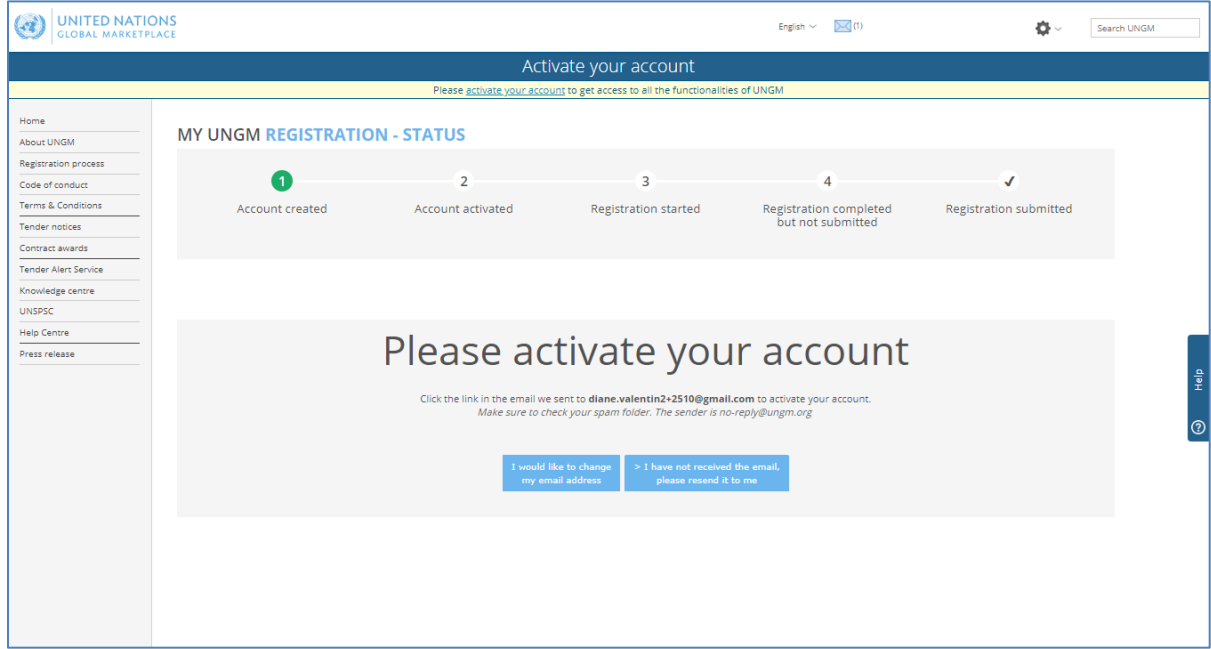 UNITED NATIONS
GLOBAL MARKETPLACE
English
(1)
Search UNGM
Activate your account
Please activate your account to get access to all the functionalities of UNGM
Home
About UNGM
Registration process
Code of conduct
Terms & Conditions
Tender notices
Contract awards
Tender Alert Service
Knowledge centre
UNSPSC
Help Centre
Press release
MY UNGM REGISTRATION - STATUS
1
2
3
4
✓
Account created
Account activated
Registration started
Registration completed
but not submitted
Registration submitted
Please activate your account
Click the link in the email we sent to diane.valentin2+2510@gmail.com to activate your account.
Make sure to check your spam folder. The sender is no-reply@ungm.org
I would like to change
my email address
> I have not received the email,
please resend it to me
Help
?